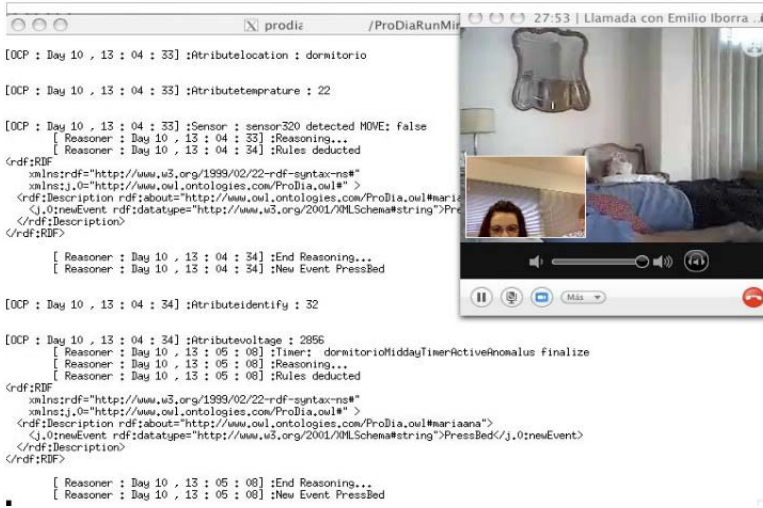 prodia /ProDiaRunMir
27:53 | Llamada con Emilio Iborra ..
[OCP : Day 10 , 13 : 04 : 33] :Atributelocation : dormitorio
[OCP : Day 10 , 13 : 04 : 33] :Atributetemprature : 22
[OCP : Day 10 , 13 : 04 : 33] :Sensor : sensor320 detected MOVE: false
[ Reasoner : Day 10 , 13 : 04 : 33] :Reasoning...
[ Reasoner : Day 10 , 13 : 04 : 34] :Rules deducted
<rdf:RDF
xmlns:rdf="http://www.w3.org/1999/02/22-rdf-syntax-ns#"
xmlns:j.0="http://www.owl.ontologies.com/ProDia.owl#" >
<rdf:Description rdf:about="http://www.owl.ontologies.com/ProDia.owl#maria
<j.0:newEvent rdf:datatype="http://www.w3.org/2001/XMLSchema#string">Pre
</rdf:Description>
</rdf:RDF>
[ Reasoner : Day 10 , 13 : 04 : 34] :End Reasoning...
[ Reasoner : Day 10 , 13 : 04 : 34] :New Event PressBed
Más
[OCP : Day 10 , 13 : 04 : 34] :Atributeidentify : 32
[OCP : Day 10 , 13 : 04 : 34] :Atributevoltage : 2856
[ Reasoner : Day 10 , 13 : 05 : 08] :Timer: dormitorioMiddayTimerActiveAnomalus finalize
[ Reasoner : Day 10 , 13 : 05 : 08] :Reasoning...
[ Reasoner : Day 10 , 13 : 05 : 08] :Rules deducted
<rdf:RDF
xmlns:rdf="http://www.w3.org/1999/02/22-rdf-syntax-ns#"
xmlns:j.0="http://www.owl.ontologies.com/ProDia.owl#" >
<rdf:Description rdf:about="http://www.owl.ontologies.com/ProDia.owl#mariaana">
<j.0:newEvent rdf:datatype="http://www.w3.org/2001/XMLSchema#string">PressBed</j.0:newEvent>
</rdf:Description>
</rdf:RDF>
[ Reasoner : Day 10 , 13 : 05 : 08] :End Reasoning...
[ Reasoner : Day 10 , 13 : 05 : 08] :New Event PressBed